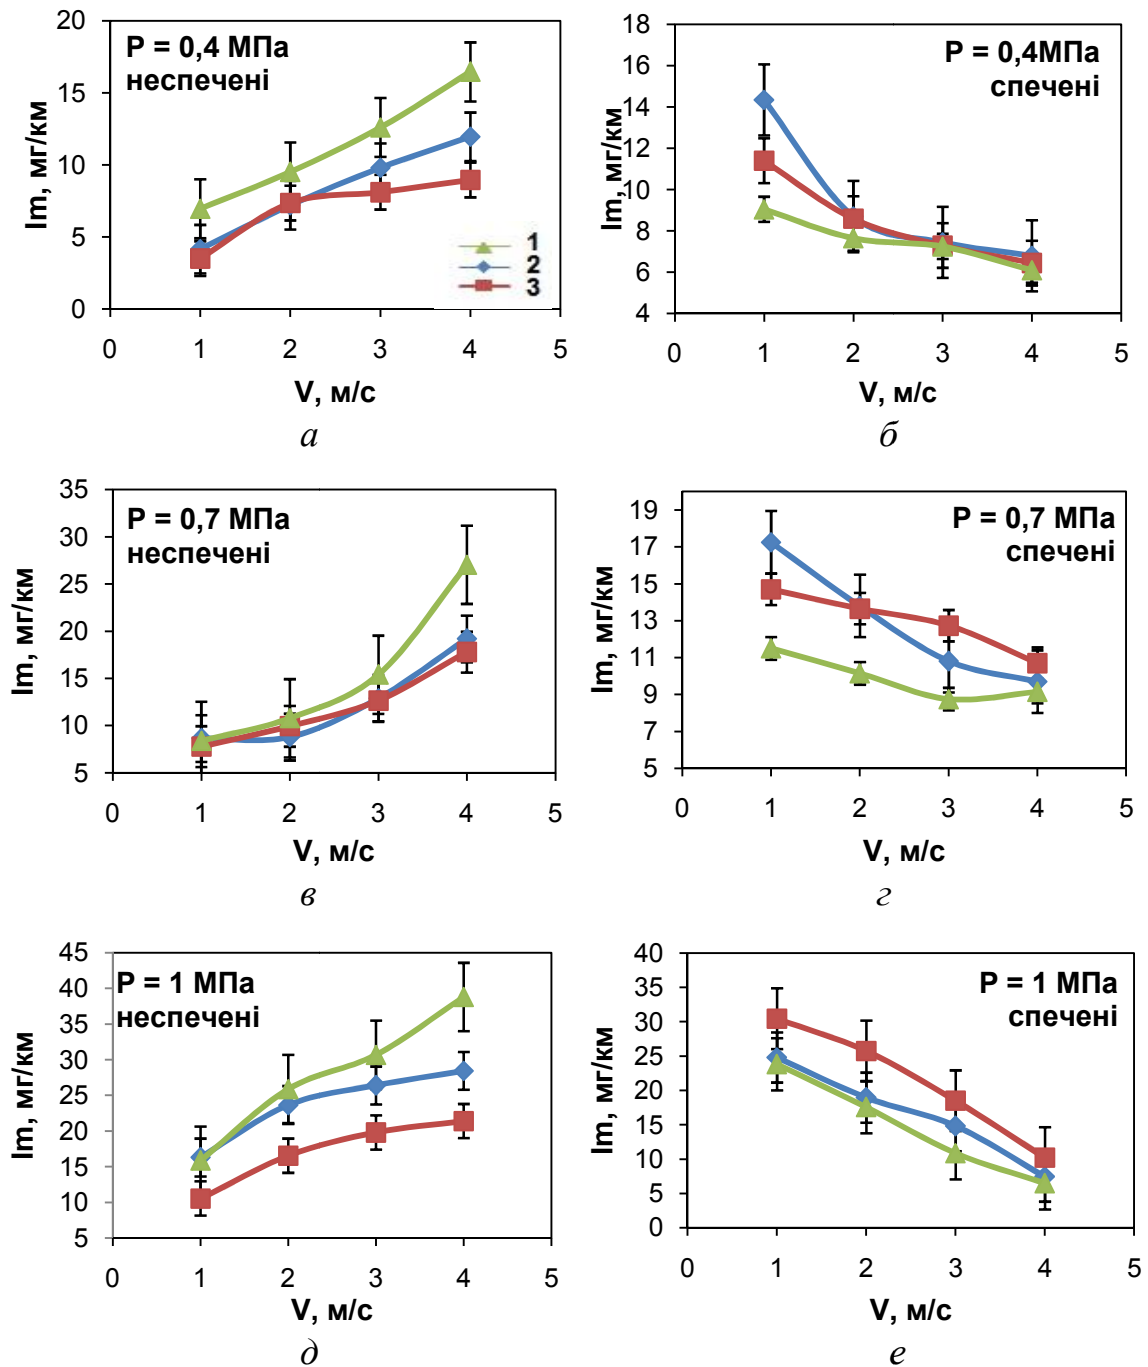 P = 0,4 МПа
неспечені
Im, мг/км
20
15
10
5
0
1
2
3
0 1 2 3 4 5
V, м/с
а
P = 0,4МПа
спечені
Im, мг/км
18
16
14
12
10
8
6
4
0 1 2 3 4 5
V, м/с
б
P = 0,7 МПа
неспечені
Im, мг/км
35
30
25
20
15
10
5
0 1 2 3 4 5
V, м/с
в
P = 0,7 МПа
спечені
Im, мг/км
19
17
15
13
11
9
7
5
0 1 2 3 4 5
V, м/с
г
P = 1 МПа
неспечені
Im, мг/км
45
40
35
30
25
20
15
10
5
0 1 2 3 4 5
V, м/с
д
P = 1 МПа
спечені
Im, мг/км
40
35
30
25
20
15
10
5
0
0 1 2 3 4 5
V, м/с
е